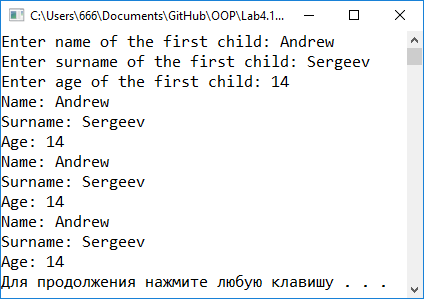 C:\Users\666\Documents\GitHub\OOP\Lab4.1...
Enter name of the first child: Andrew
Enter surname of the first child: Sergeev
Enter age of the first child: 14
Name: Andrew
Surname: Sergeev
Age: 14
Name: Andrew
Surname: Sergeev
Age: 14
Name: Andrew
Surname: Sergeev
Age: 14
Для продолжения нажмите любую клавишу . . .